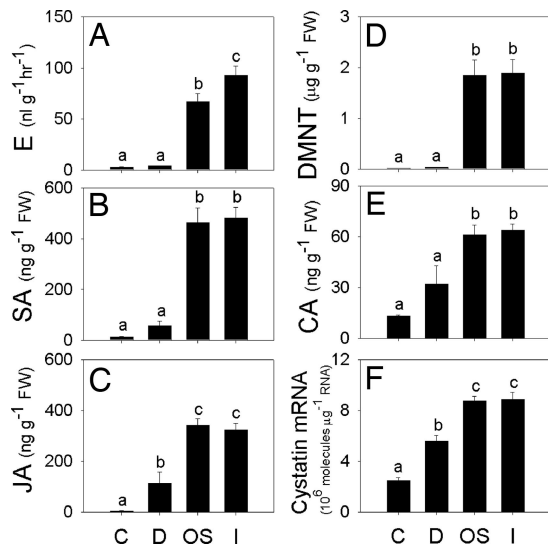 A
E (nl g⁻¹hr⁻¹)
150
100
50
0
a a b c
B
SA (ng g⁻¹ FW)
600
400
200
0
a a b b
C
JA (ng g⁻¹ FW)
600
400
200
0
a b c c
C D OS I
D
DMNT (µg g⁻¹ FW)
3
2
1
0
a a b b
E
CA (ng g⁻¹ FW)
90
60
30
0
a a b b
F
Cystatin mRNA
(10⁶ molecules µg⁻¹ RNA)
12
8
4
0
a b c c
C D OS I